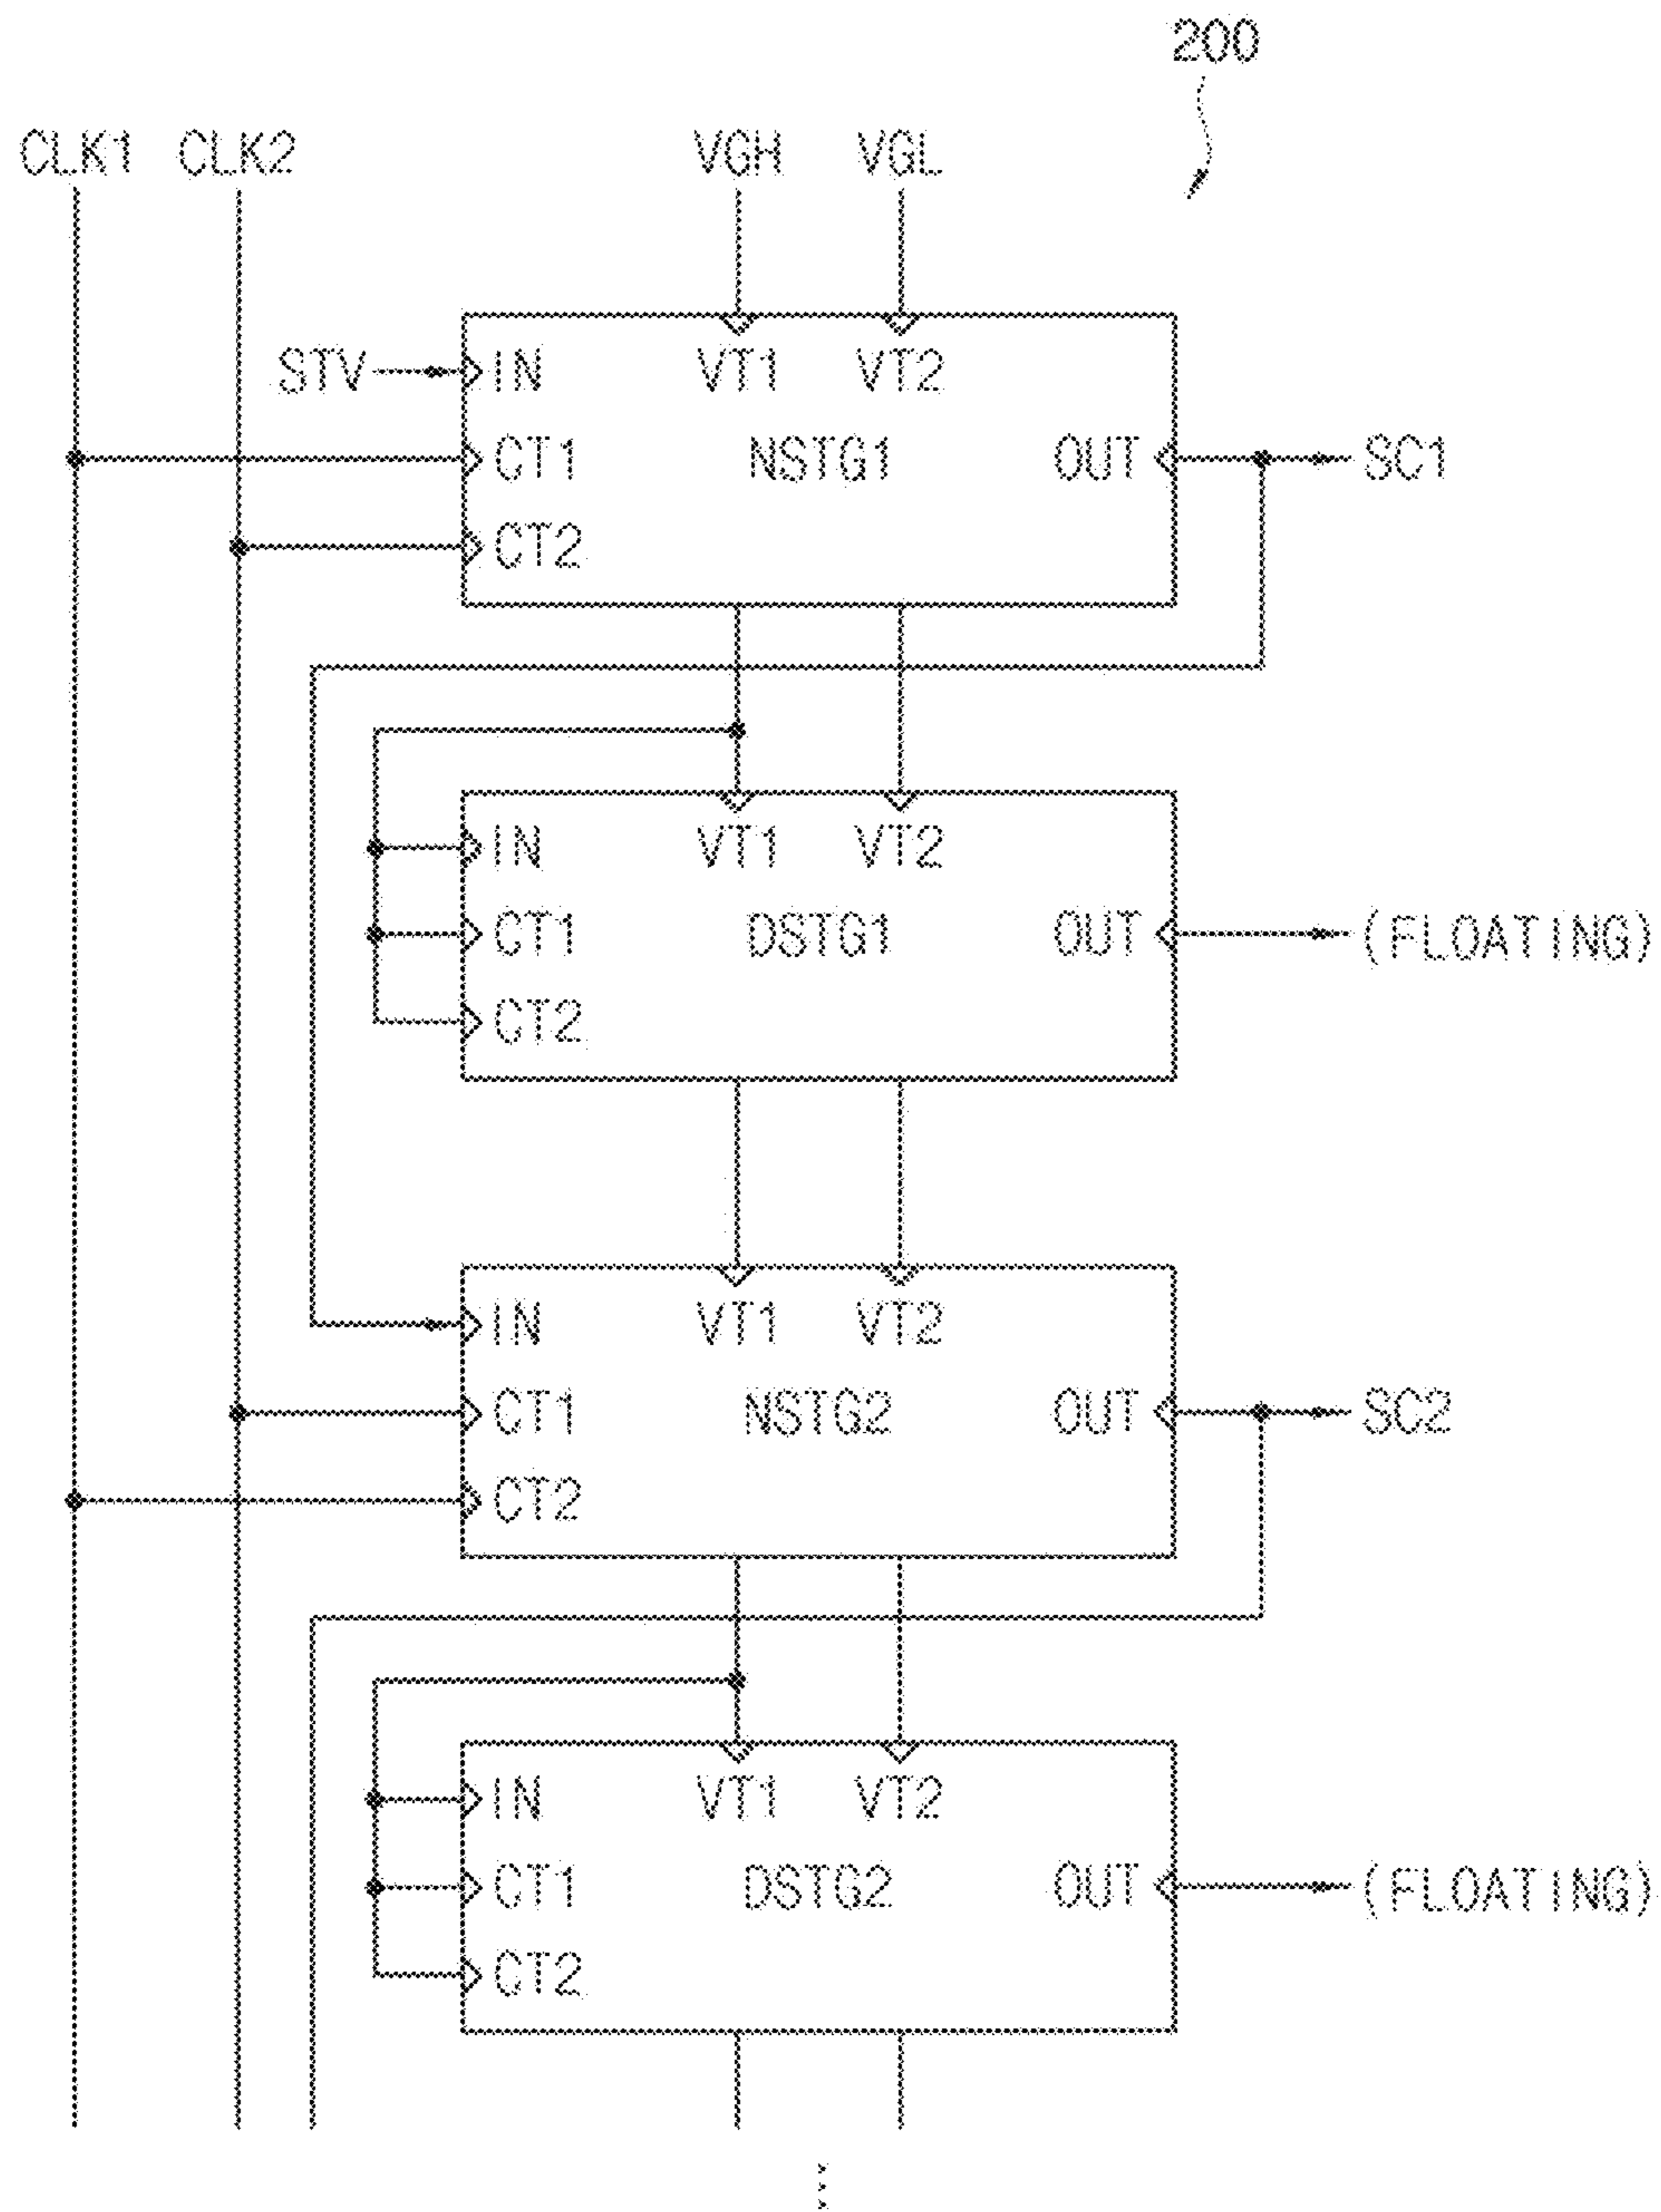 200
CLK1 CLK2 VGH VGL
STV IN VT1 VT2
CT1 NSTG1 OUT SC1
CT2
IN VT1 VT2
CT1 DSTG1 OUT (FLOATING)
CT2
IN VT1 VT2
CT1 NSTG2 OUT SC2
CT2
IN VT1 VT2
CT1 DSTG2 OUT (FLOATING)
CT2